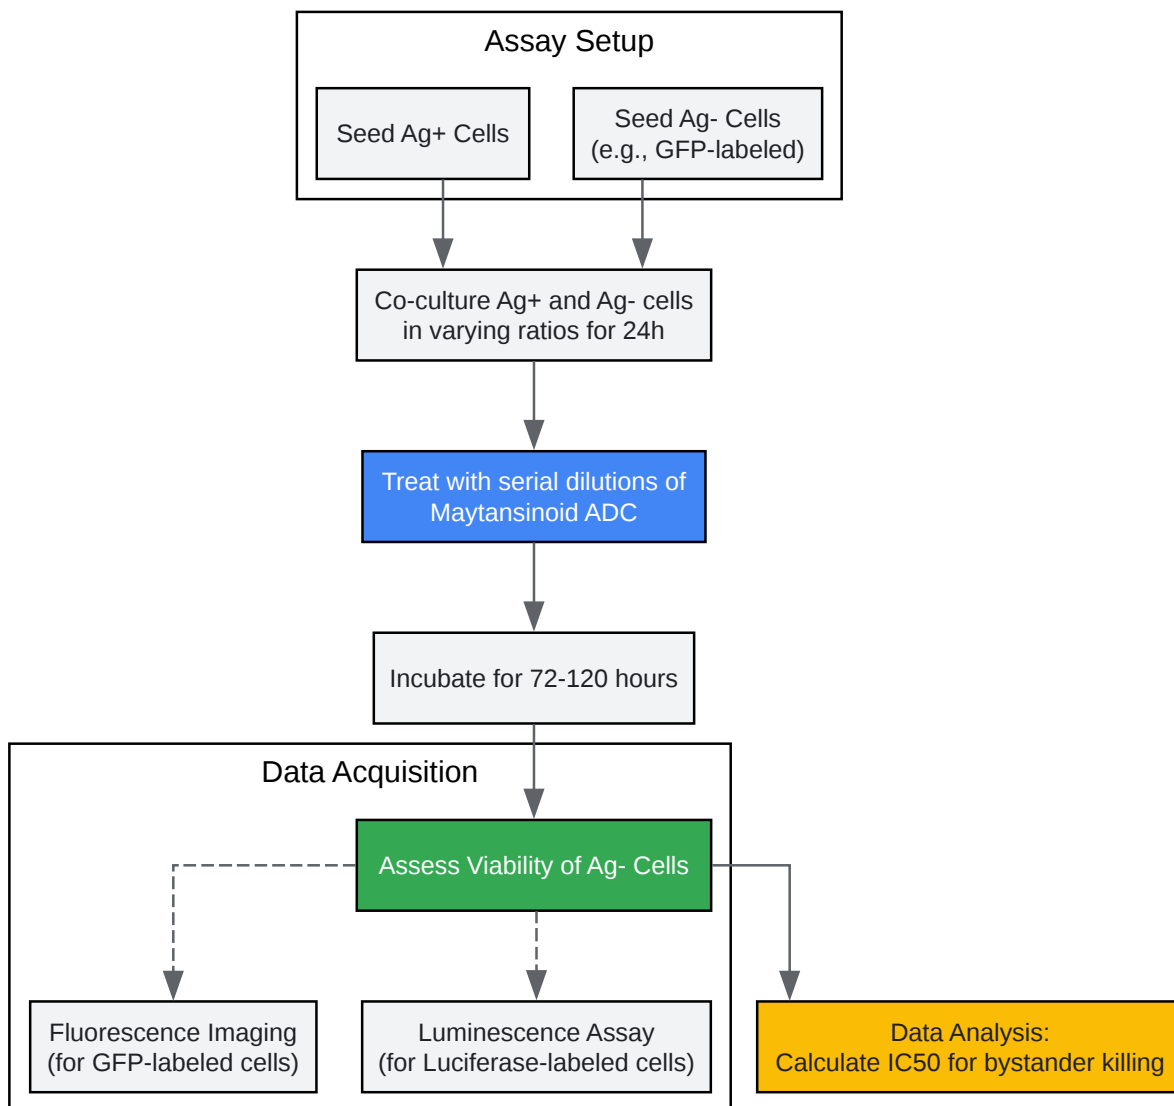 Assay Setup
Seed Ag+ Cells
Seed Ag- Cells
(e.g., GFP-labeled)
Co-culture Ag+ and Ag- cells
in varying ratios for 24h
Treat with serial dilutions of
Maytansinoid ADC
Incubate for 72-120 hours
Data Acquisition
Assess Viability of Ag- Cells
Fluorescence Imaging
(for GFP-labeled cells)
Luminescence Assay
(for Luciferase-labeled cells)
Data Analysis:
Calculate IC50 for bystander killing